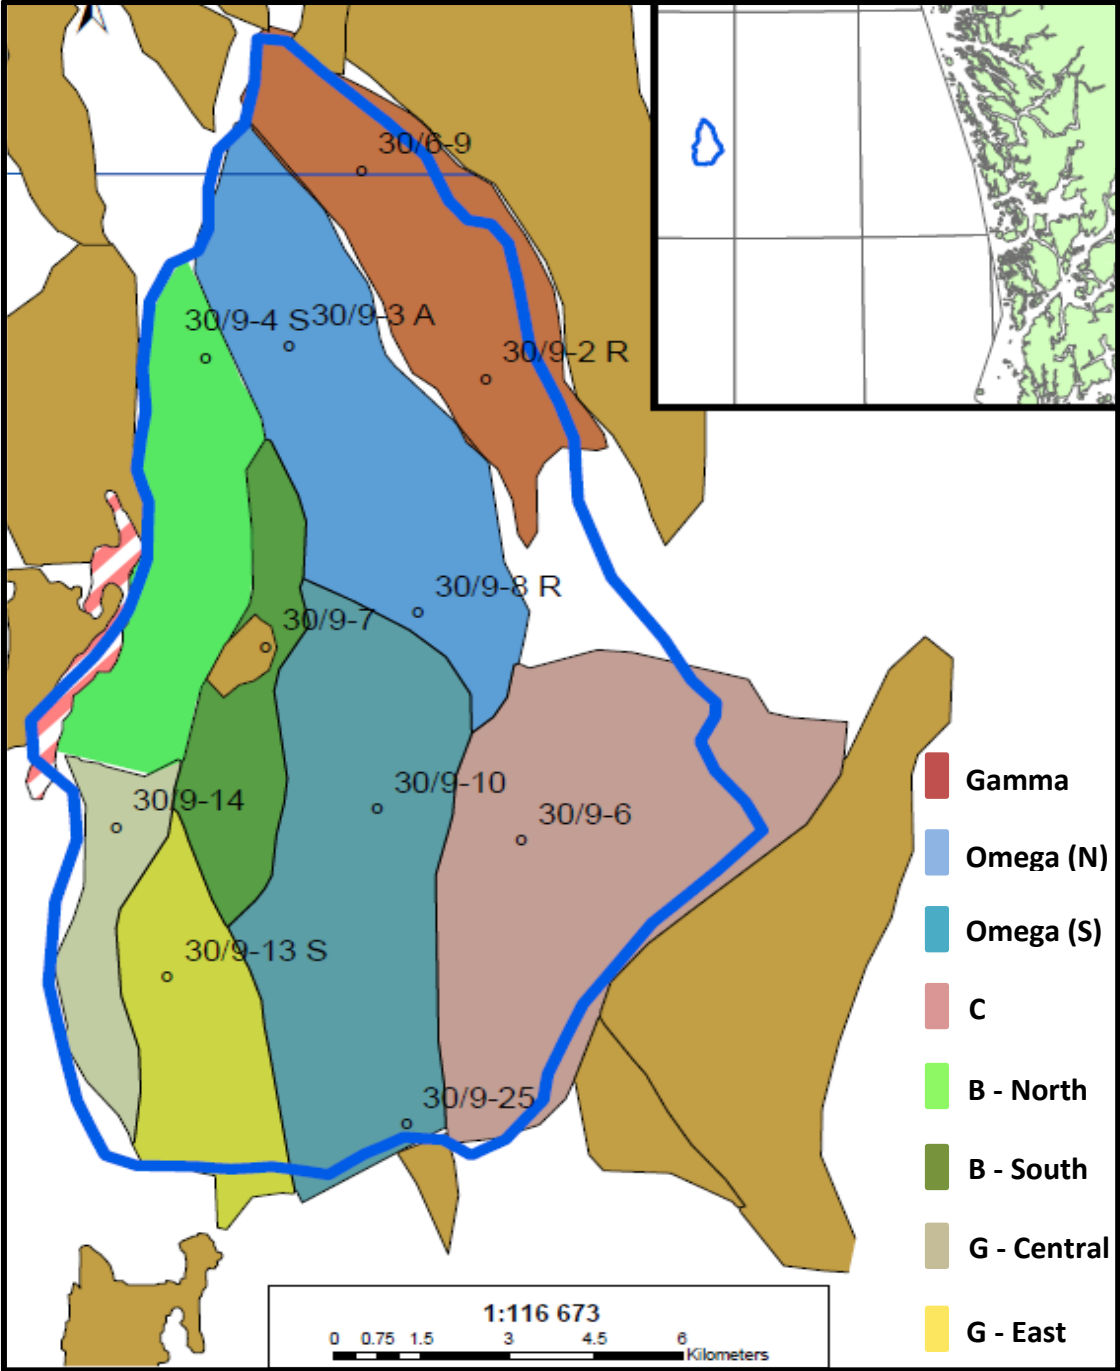 30/6-9
30/9-4 S
30/9-3 A
30/9-2 R
30/9-8 R
30/9-7
30/9-10
30/9-14
30/9-6
30/9-13 S
30/9-25
Gamma
Omega (N)
Omega (S)
C
B - North
B - South
G - Central
G - East
1:116 673
0 0.75 1.5 3 4.5 6
Kilometers